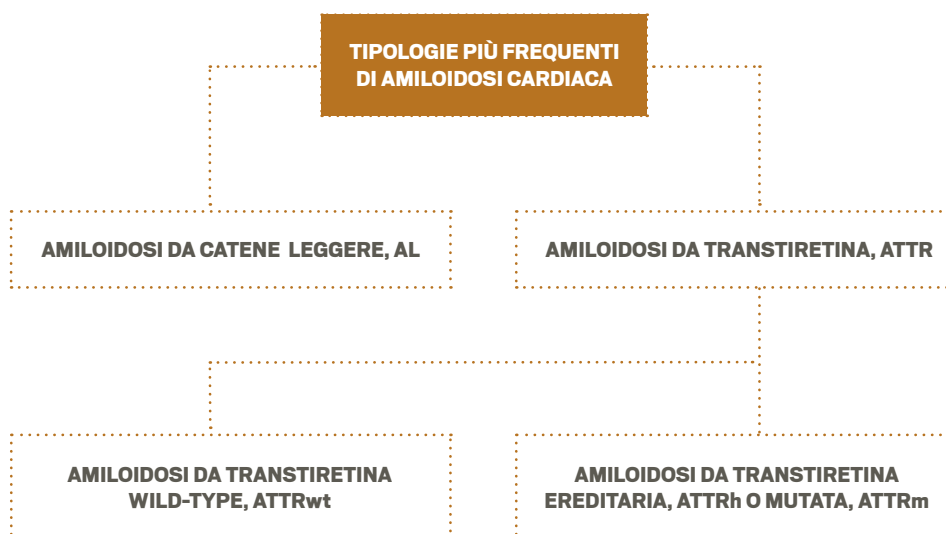 TIPOLOGIE PIÙ FREQUENTI
DI AMILOIDOSI CARDIACA
AMILOIDOSI DA CATENE LEGGERE, AL
AMILOIDOSI DA TRANSTIRETINA, ATTR
AMILOIDOSI DA TRANSTIRETINA
WILD-TYPE, ATTRwt
AMILOIDOSI DA TRANSTIRETINA
EREDITARIA, ATTRh O MUTATA, ATTRm